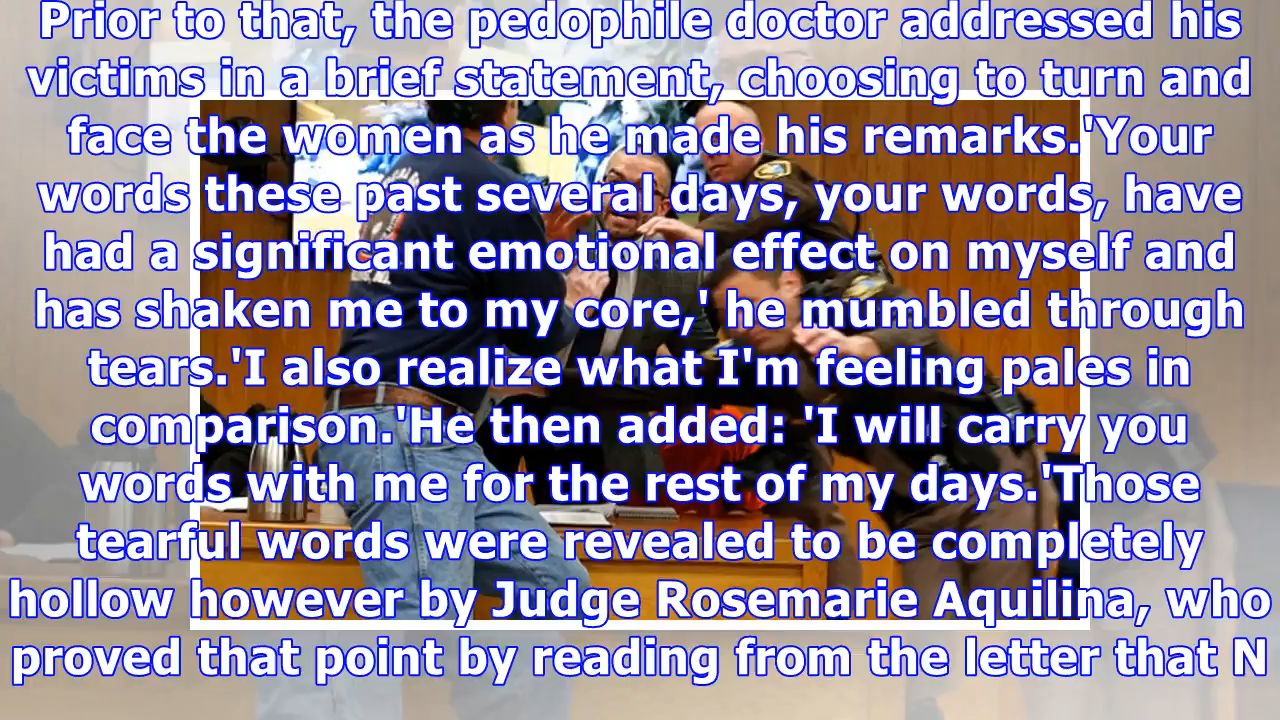 Prior to that, the pedophile doctor addressed his
victims in a brief statement, choosing to turn and
face the women as he made his remarks.'Your
words these past several days, your words, have
had a significant emotional effect on myself and
has shaken me to my core,' he mumbled through
tears.'I also realize what I'm feeling pales in
comparison.'He then added: 'I will carry you
words with me for the rest of my days.'Those
tearful words were revealed to be completely
hollow however by Judge Rosemarie Aquilina, who
proved that point by reading from the letter that N